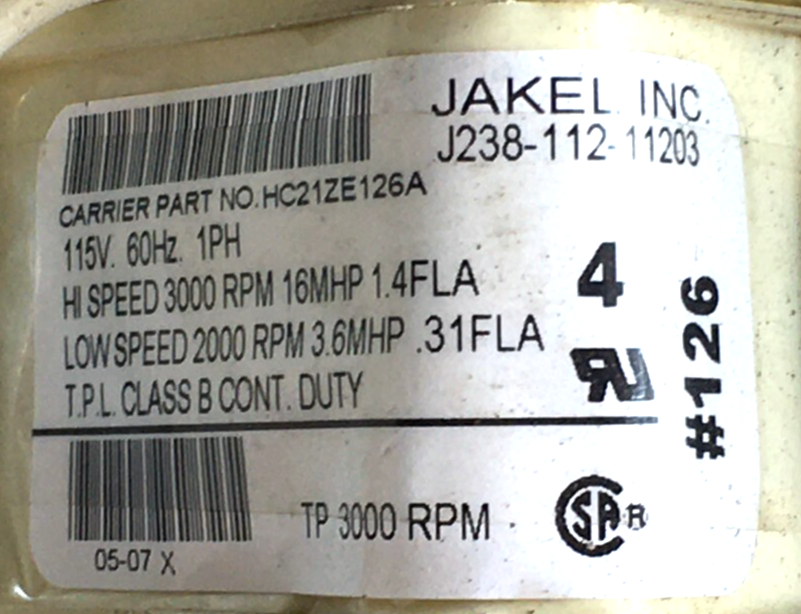 JAKEL INC.
J238-112-11203
CARRIER PART NO. HC21ZE126A
115V. 60Hz. 1PH
HI SPEED 3000 RPM 16MHP 1.4FLA
LOW SPEED 2000 RPM 3.6MHP .31FLA
T.P.L. CLASS B CONT. DUTY
4
#126
TP 3000 RPM
05-07 X